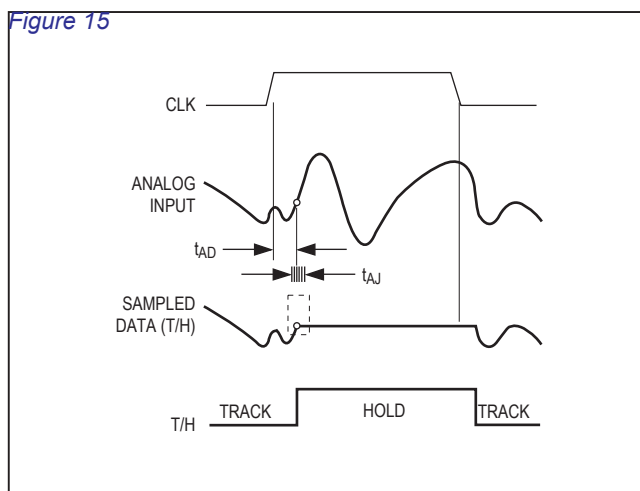 Figure 15
CLK
ANALOG
INPUT
tAD
tAJ
SAMPLED
DATA (T/H)
TRACK
HOLD
TRACK
T/H